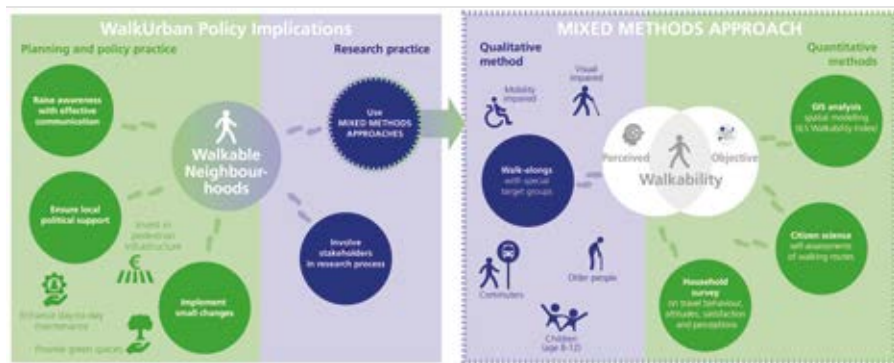 WalkUrban Policy Implications
Planning and policy practice
Research practice
Raise awareness
with effective
communication
Walkable
Neighbour-
hoods
Use
MIXED METHODS
APPROACHES
Ensure local
political support
Invest in
pedestrian
infrastructure
Implement
small changes
Involve
stakeholders
in research process
Enhance day-to-day
maintenance
Provide green spaces
MIXED METHODS APPROACH
Qualitative
method
Quantitative
methods
Mobility
impaired
Visual
impaired
Walk-alongs
with special
target groups
Perceived
Objective
Walkability
GIS analysis
spatial modelling
(ILS Walkability Index)
Citizen science
self-assessments
of walking routes
Household
survey
on travel behaviour,
attitudes, satisfaction
and perceptions
Commuters
Older people
Children
(age 8-12)